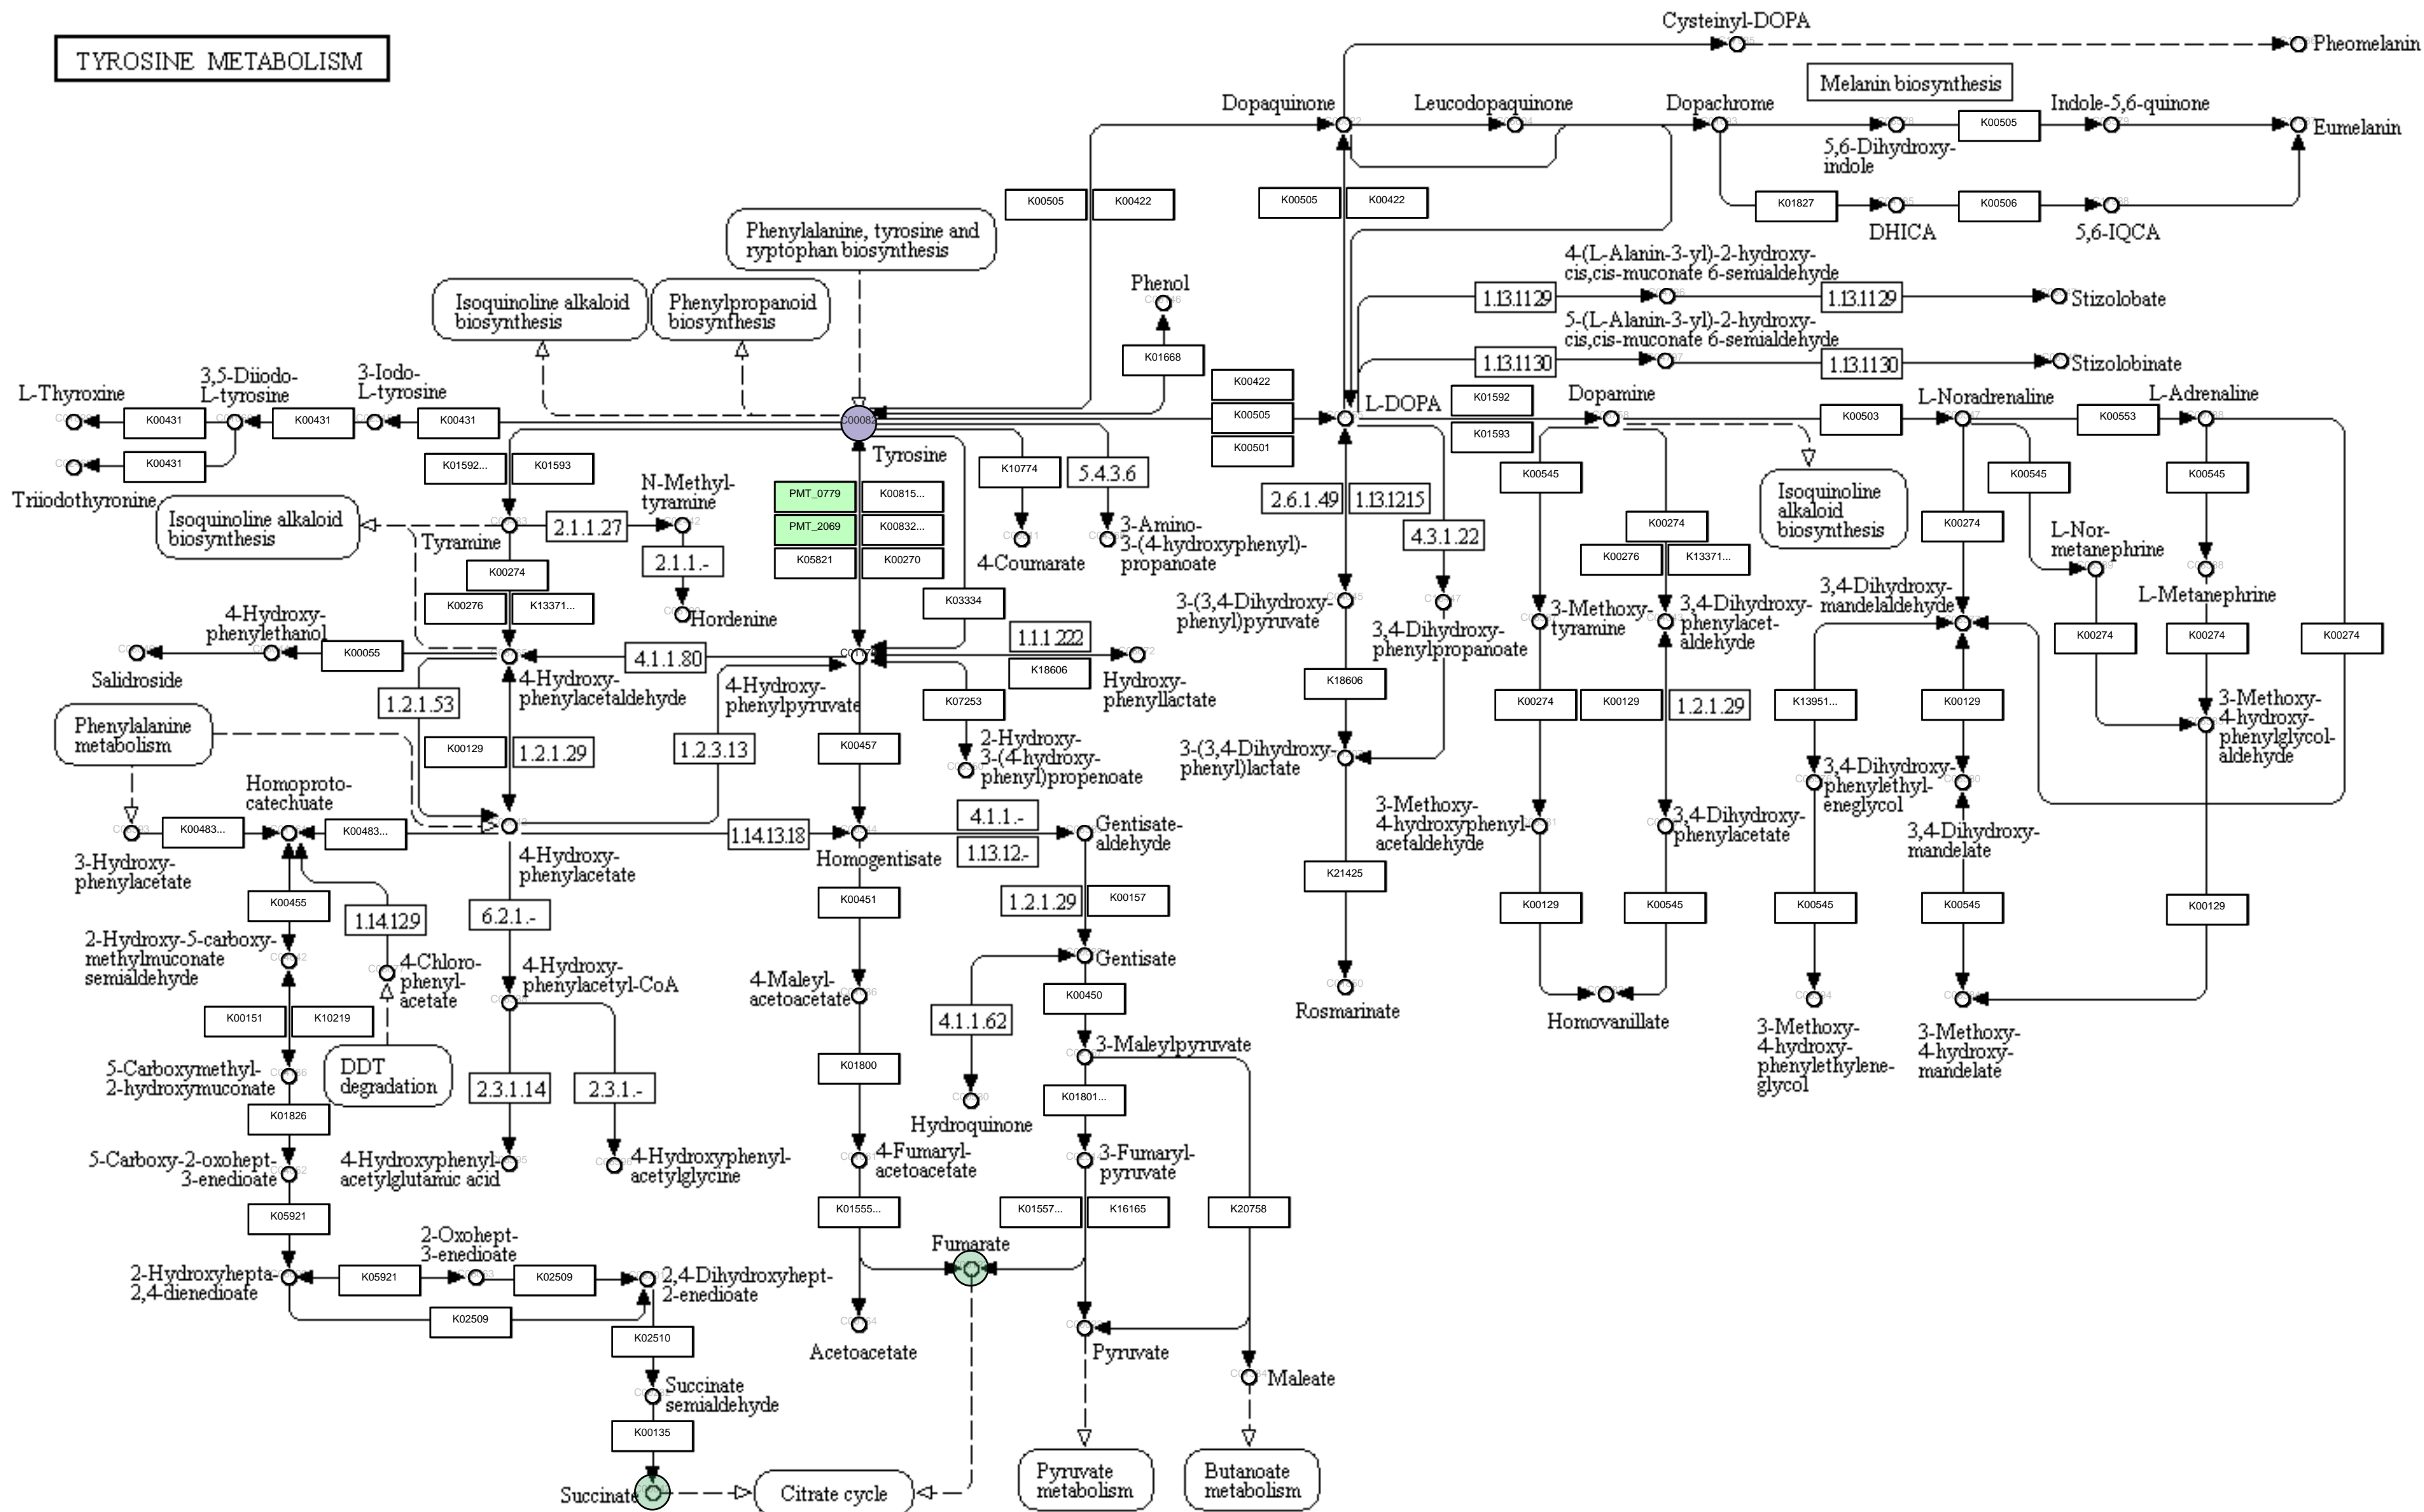 TYROSINE METABOLISM
Cysteinyl-DOPA
Pheomelanin
Melanin biosynthesis
Dopaquinone
Leucodopaquinone
Dopachrome
Indole-5,6-quinone
K00505
Eumelanin
5,6-Dihydroxy-
indole
K00505
K00422
K00505
K00422
K01827
K00506
DHICA
5,6-IQCA
Phenylalanine, tyrosine and
ryptophan biosynthesis
Isoquinoline alkaloid
biosynthesis
Phenylpropanoid
biosynthesis
Phenol
K01668
4-(L-Alanin-3-yl)-2-hydroxy-
cis,cis-muconate 6-semialdehyde
1.13.1129
1.13.1129
Stizolobate
5-(L-Alanin-3-yl)-2-hydroxy-
cis,cis-muconate 6-semialdehyde
1.13.1130
1.13.1130
Stizolobinate
L-Thyroxine
3,5-Diiodo-
L-tyrosine
3-Iodo-
L-tyrosine
K00431
K00431
K00431
K00431
Triiodothyronine
C00082
Tyrosine
K00422
K00505
K00501
L-DOPA
K01592
K01593
Dopamine
K00503
L-Noradrenaline
K00553
L-Adrenaline
K01592...
K01593
Isoquinoline alkaloid
biosynthesis
Tyramine
2.1.1.27
N-Methyl-
tyramine
2.1.1.-
Hordenine
PMT_0779
K00815...
PMT_2069
K00832...
K05821
K00270
K10774
5.4.3.6
4-Coumarate
3-Amino-
3-(4-hydroxyphenyl)-
propanoate
2.6.1.49
1.13.1215
4.3.1.22
K00545
K00274
K00276
K13371...
Isoquinoline
alkaloid
biosynthesis
K00545
K00545
K00274
L-Nor-
metanephrine
L-Metanephrine
K00274
K00276
K13371...
K03334
3-(3,4-Dihydroxy-
phenyl)pyruvate
3,4-Dihydroxy-
phenylpropanoate
3-Methoxy-
tyramine
3,4-Dihydroxy-
phenylacet-
aldehyde
3,4-Dihydroxy-
mandelaldehyde
K00274
K00274
K00274
4-Hydroxy-
phenylethanol
K00055
Salidroside
4-Hydroxy-
phenylacetaldehyde
4.1.1.80
4-Hydroxy-
phenylpyruvate
1.1.1.222
K18606
Hydroxy-
phenyllactate
K07253
2-Hydroxy-
3-(4-hydroxy-
phenyl)propenoate
K18606
3-(3,4-Dihydroxy-
phenyl)lactate
K00274
K00129
1.2.1.29
K13951...
K00129
3-Methoxy-
4-hydroxy-
phenylglycol-
aldehyde
Phenylalanine
metabolism
1.2.1.53
K00129
1.2.1.29
1.2.3.13
K00457
Homoproto-
catechuate
K00483...
K00483...
3-Hydroxy-
phenylacetate
4-Hydroxy-
phenylacetate
1.14.13.18
Homogentisate
4.1.1.-
1.13.12.-
Gentisate-
aldehyde
3-Methoxy-
4-hydroxyphenyl-
acetaldehyde
3,4-Dihydroxy-
phenylacetate
3,4-Dihydroxy-
phenylethyl-
eneglycol
3,4-Dihydroxy-
mandelate
K00455
1.14.129
6.2.1.-
K00451
1.2.1.29
K00157
K21425
K00129
K00545
K00545
K00545
K00129
2-Hydroxy-5-carboxy-
methylmuconate
semialdehyde
4-Chloro-
phenyl-
acetate
4-Hydroxy-
phenylacetyl-CoA
4-Maleyl-
acetoacetate
Gentisate
K00450
4.1.1.62
Rosmarinate
Homovanillate
3-Methoxy-
4-hydroxy-
phenylethylene-
glycol
3-Methoxy-
4-hydroxy-
mandelate
K00151
K10219
DDT
degradation
5-Carboxymethyl-
2-hydroxymuconate
2.3.1.14
2.3.1.-
K01800
3-Maleylpyruvate
K01801...
Hydroquinone
K01826
5-Carboxy-2-oxohept-
3-enedioate
4-Hydroxyphenyl-
acetylglutamic acid
4-Hydroxyphenyl-
acetylglycine
4-Fumaryl-
acetoacetate
3-Fumaryl-
pyruvate
K05921
K01555...
K01557...
K16165
K20758
Fumarate
2-Hydroxyhepta-
2,4-dienedioate
K05921
2-Oxohept-
3-enedioate
K02509
2,4-Dihydroxyhept-
2-enedioate
K02509
K02510
Acetoacetate
Pyruvate
Maleate
Succinate
semialdehyde
K00135
Succinate
Citrate cycle
Pyruvate
metabolism
Butanoate
metabolism